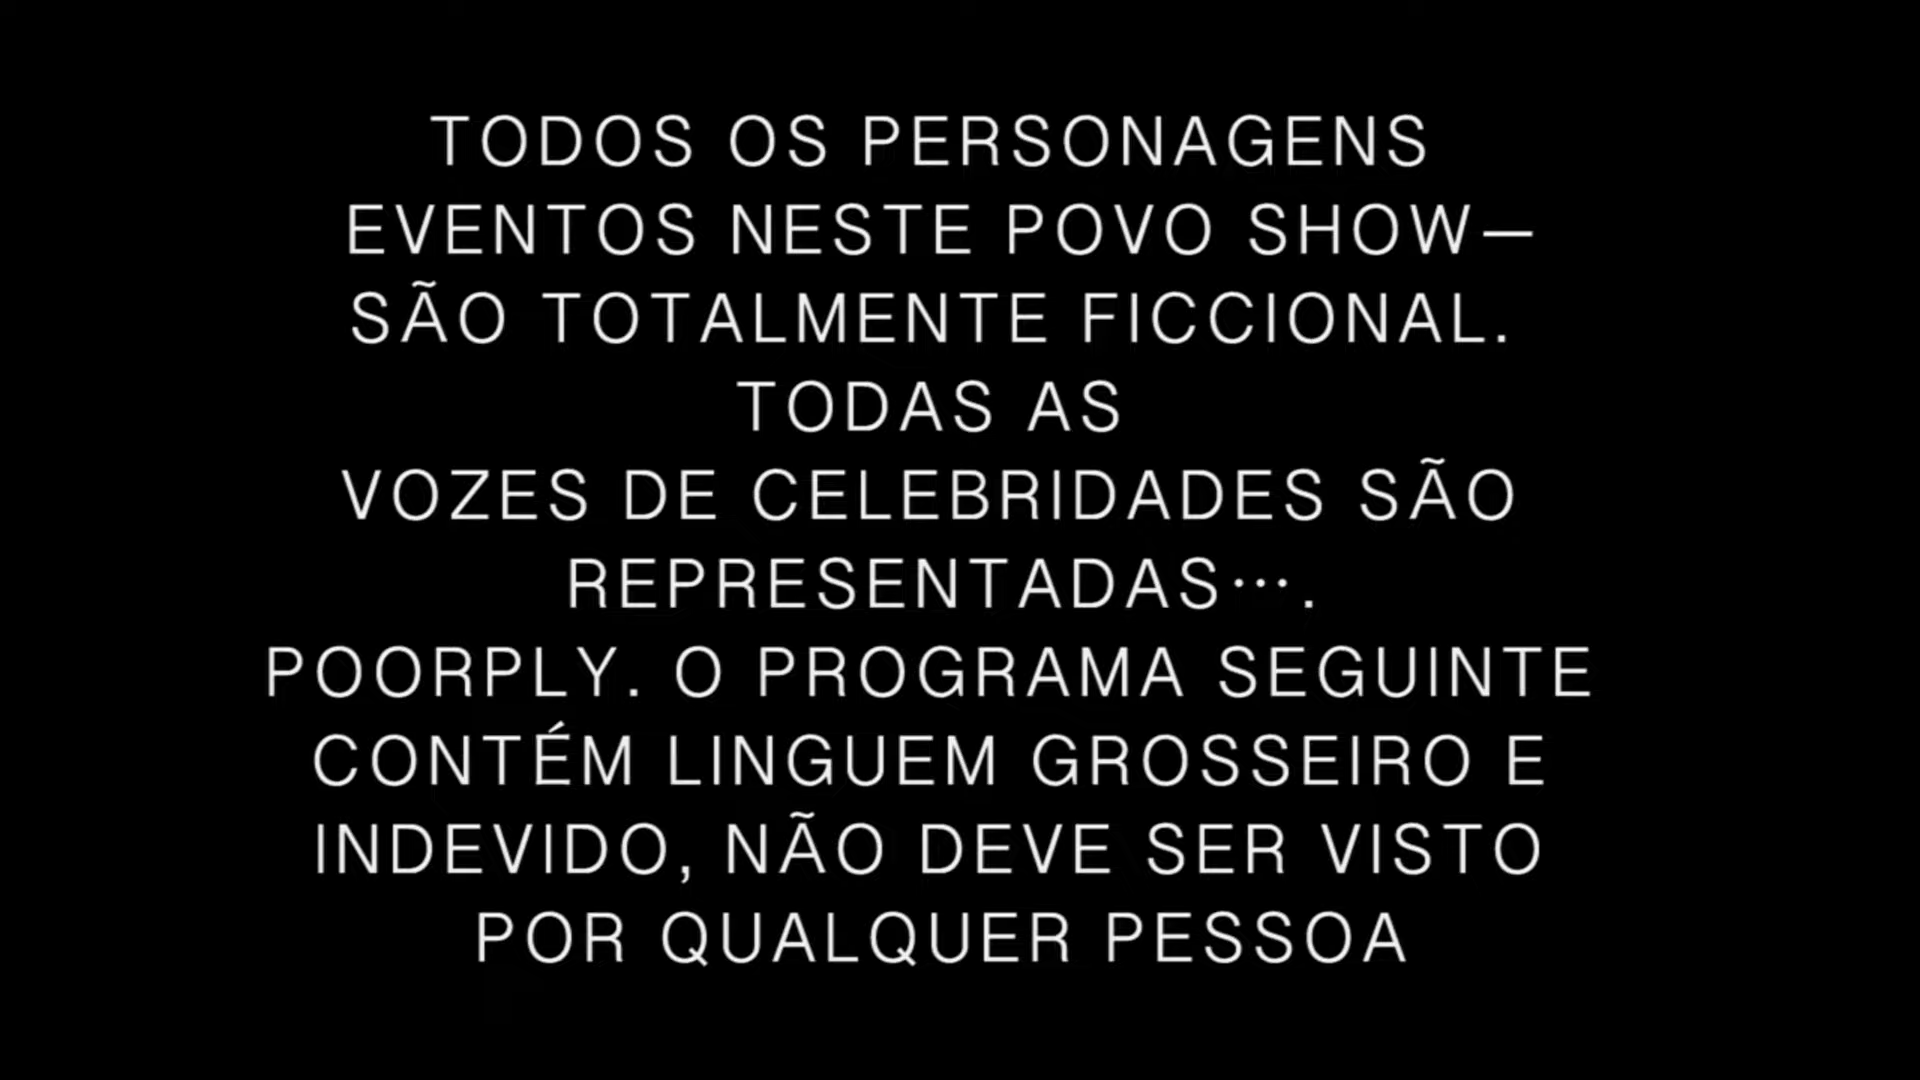 TODOS OS PERSONAGENS
EVENTOS NESTE POVO SHOW—
SÃO TOTALMENTE FICCIONAL.
TODAS AS
VOZES DE CELEBRIDADES SÃO
REPRESENTADAS⋯.
POORPLY. O PROGRAMA SEGUINTE
CONTÉM LINGUEM GROSSEIRO E
INDEVIDO, NÃO DEVE SER VISTO
POR QUALQUER PESSOA